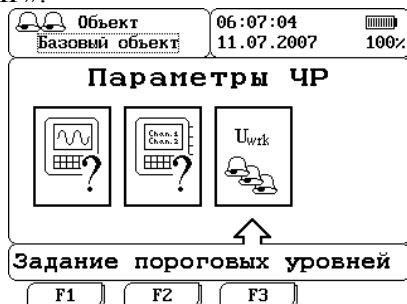 Объект
Базовый объект
06:07:04
11.07.2007 100%
Параметры ЧР
Chan.1
Chan.2
?
?
Uwrk
Задание пороговых уровней
F1 F2 F3